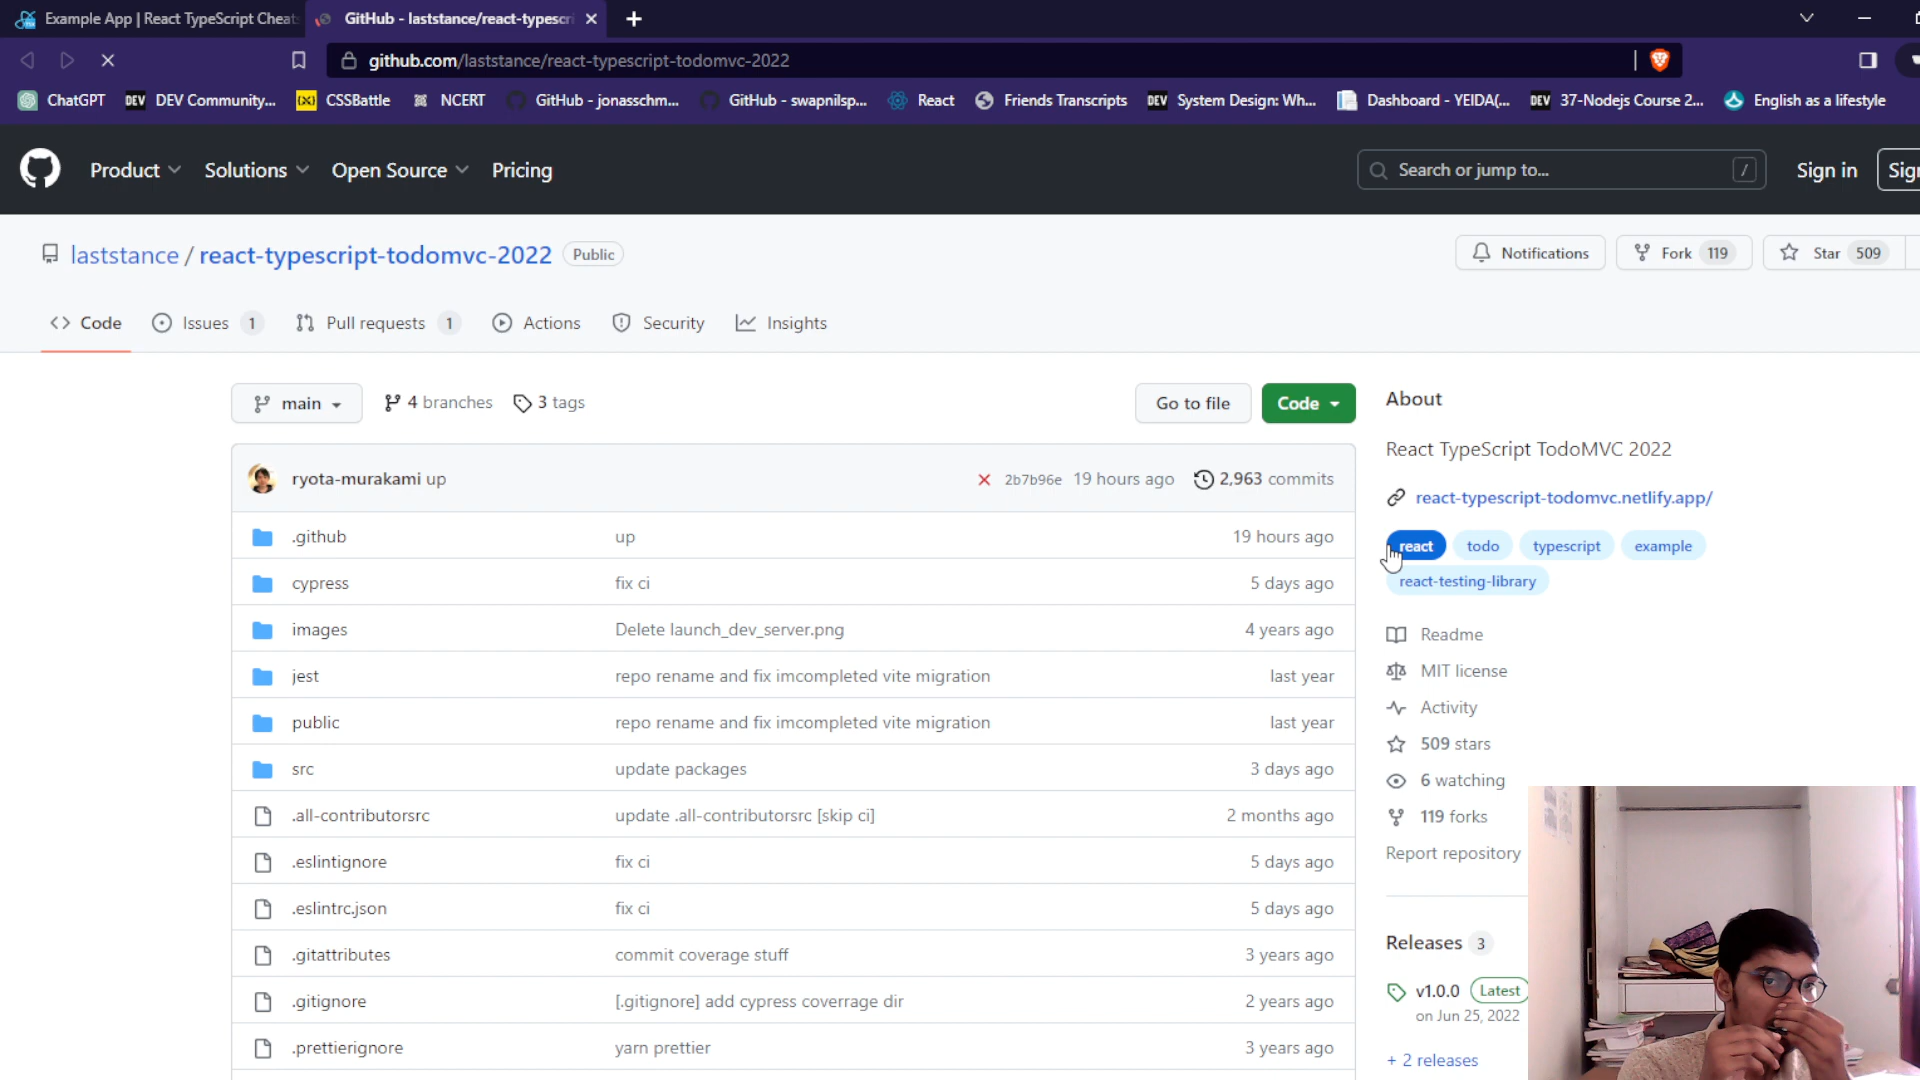 Example App | React TypeScript Cheat
GitHub - laststance/react-typescri
github.com/laststance/react-typescript-todomvc-2022
ChatGPT
DEV Community...
CSSBattle
NCERT
GitHub - jonasschm...
GitHub - swapnilsp...
React
Friends Transcripts
DEV System Design: Wh...
Dashboard - YEIDA(...
DEV 37-Nodejs Course 2...
English as a lifestyle
Product
Solutions
Open Source
Pricing
Search or jump to...
/
Sign in
Sig
laststance / react-typescript-todomvc-2022 Public
Notifications
Fork 119
Star 509
Code
Issues 1
Pull requests 1
Actions
Security
Insights
main
4 branches
3 tags
Go to file
Code
ryota-murakami up
2b7b96e 19 hours ago
2,963 commits
.github up 19 hours ago
cypress fix ci 5 days ago
images Delete launch_dev_server.png 4 years ago
jest repo rename and fix imcompleted vite migration last year
public repo rename and fix imcompleted vite migration last year
src update packages 3 days ago
.all-contributorsrc update .all-contributorsrc [skip ci] 2 months ago
.eslintignore fix ci 5 days ago
.eslintrc.json fix ci 5 days ago
.gitattributes commit coverage stuff 3 years ago
.gitignore [.gitignore] add cypress coverrage dir 2 years ago
.prettierignore yarn prettier 3 years ago
About
React TypeScript TodoMVC 2022
react-typescript-todomvc.netlify.app/
react todo typescript example
react-testing-library
Readme
MIT license
Activity
509 stars
6 watching
119 forks
Report repository
Releases 3
v1.0.0 Latest
on Jun 25, 2022
+ 2 releases